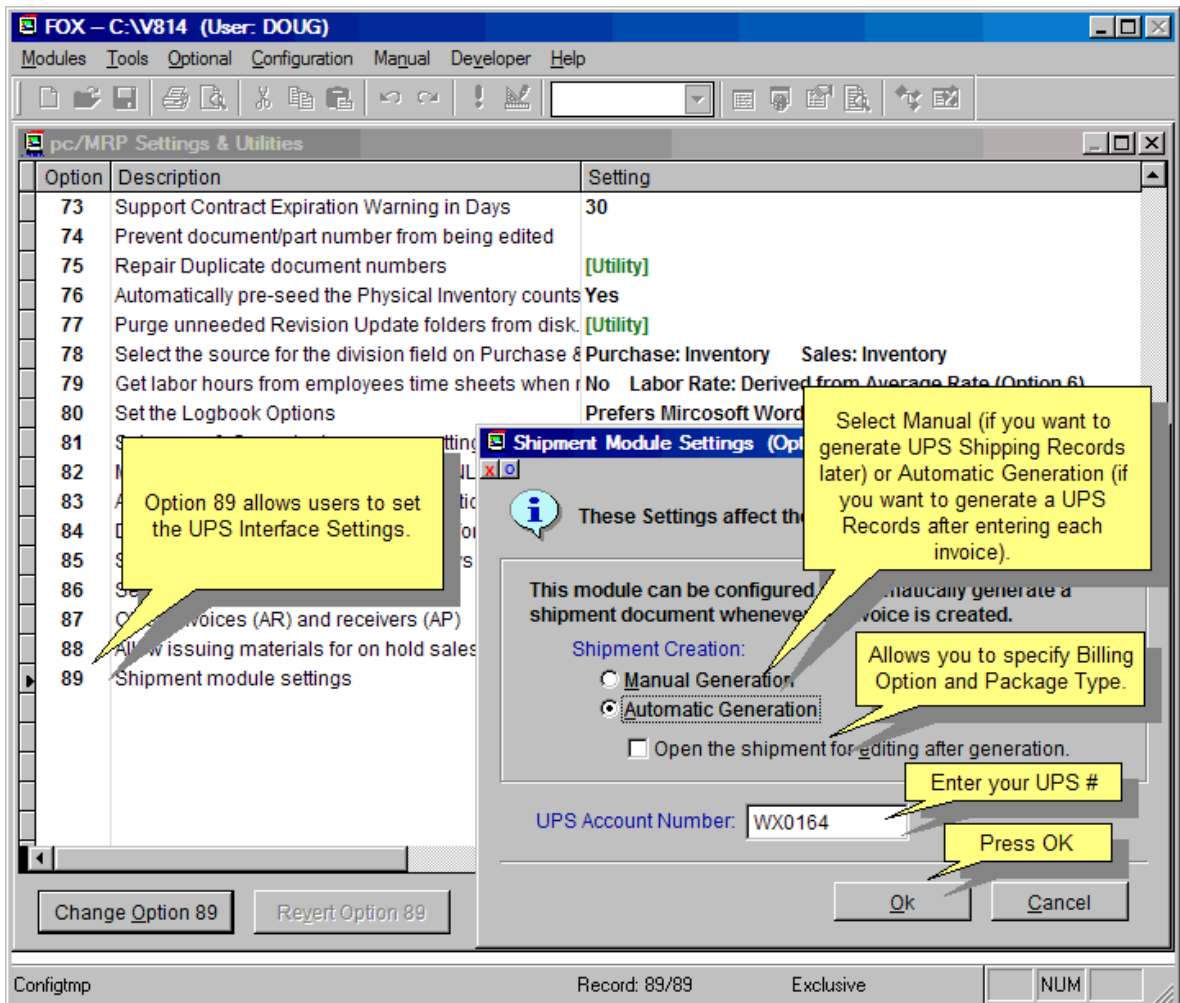 FOX – C:\V814 (User: DOUG)
Modules Tools Optional Configuration Manual Developer Help
pc/MRP Settings & Utilities
Option Description Setting
73 Support Contract Expiration Warning in Days 30
74 Prevent document/part number from being edited
75 Repair Duplicate document numbers [Utility]
76 Automatically pre-seed the Physical Inventory counts Yes
77 Purge unneeded Revision Update folders from disk. [Utility]
78 Select the source for the division field on Purchase & Purchase: Inventory Sales: Inventory
79 Get labor hours from employees time sheets when No Labor Rate: Derived from Average Rate (Option 6)
80 Set the Logbook Options Prefers Mircosoft Word
81
82
83
84
85
86
87 voices (AR) and receivers (AP)
88 issuing materials for on hold sales
89 Shipment module settings
Option 89 allows users to set
the UPS Interface Settings.
Shipment Module Settings
These Settings affect
This module can be configured generate a
shipment document is created.
Shipment Creation:
Manual Generation
Automatic Generation
Open the shipment for editing after generation.
UPS Account Number: WX0164
Ok Cancel
Select Manual (if you want to
generate UPS Shipping Records
later) or Automatic Generation (if
you want to generate a UPS
Records after entering each
invoice).
Allows you to specify Billing
Option and Package Type.
Enter your UPS #
Press OK
Change Option 89 Revert Option 89
Configtmp Record: 89/89 Exclusive NUM